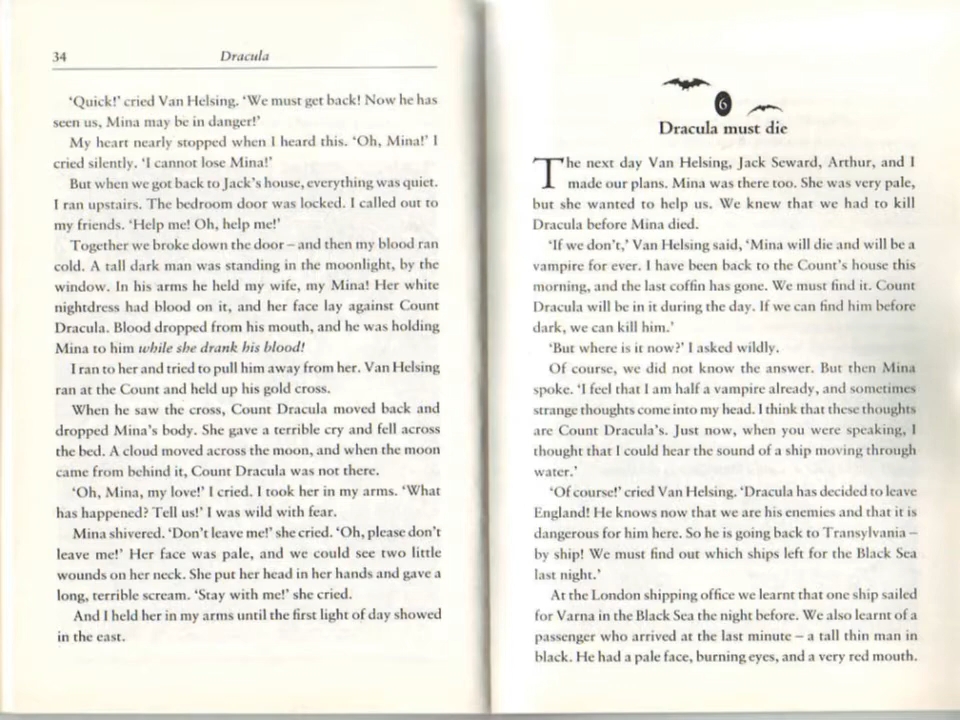 34
Dracula
‘Quick!’ cried Van Helsing. ‘We must get back! Now he has
seen us, Mina may be in danger!’
My heart nearly stopped when I heard this. ‘Oh, Mina!’ I
cried silently. ‘I cannot lose Mina!’
But when we got back to Jack’s house, everything was quiet.
I ran upstairs. The bedroom door was locked. I called out to
my friends. ‘Help me! Oh, help me!’
Together we broke down the door – and then my blood ran
cold. A tall dark man was standing in the moonlight, by the
window. In his arms he held my wife, my Mina! Her white
nightdress had blood on it, and her face lay against Count
Dracula. Blood dropped from his mouth, and he was holding
Mina to him while she drank his blood!
I ran to her and tried to pull him away from her. Van Helsing
ran at the Count and held up his gold cross.
When he saw the cross, Count Dracula moved back and
dropped Mina’s body. She gave a terrible cry and fell across
the bed. A cloud moved across the moon, and when the moon
came from behind it, Count Dracula was not there.
‘Oh, Mina, my love!’ I cried. I took her in my arms. ‘What
has happened? Tell us!’ I was wild with fear.
Mina shivered. ‘Don’t leave me!’ she cried. ‘Oh, please don’t
leave me!’ Her face was pale, and we could see two little
wounds on her neck. She put her head in her hands and gave a
long, terrible scream. ‘Stay with me!’ she cried.
And I held her in my arms until the first light of day showed
in the east.
6
Dracula must die
The next day Van Helsing, Jack Seward, Arthur, and I
made our plans. Mina was there too. She was very pale,
but she wanted to help us. We knew that we had to kill
Dracula before Mina died.
‘If we don’t,’ Van Helsing said, ‘Mina will die and will be a
vampire for ever. I have been back to the Count’s house this
morning, and the last coffin has gone. We must find it. Count
Dracula will be in it during the day. If we can find him before
dark, we can kill him.’
‘But where is it now?’ I asked wildly.
Of course, we did not know the answer. But then Mina
spoke. ‘I feel that I am half a vampire already, and sometimes
strange thoughts come into my head. I think that these thoughts
are Count Dracula’s. Just now, when you were speaking, I
thought that I could hear the sound of a ship moving through
water.’
‘Of course!’ cried Van Helsing. ‘Dracula has decided to leave
England! He knows now that we are his enemies and that it is
dangerous for him here. So he is going back to Transylvania –
by ship! We must find out which ships left for the Black Sea
last night.’
At the London shipping office we learnt that one ship sailed
for Varna in the Black Sea the night before. We also learnt of a
passenger who arrived at the last minute – a tall thin man in
black. He had a pale face, burning eyes, and a very red mouth.